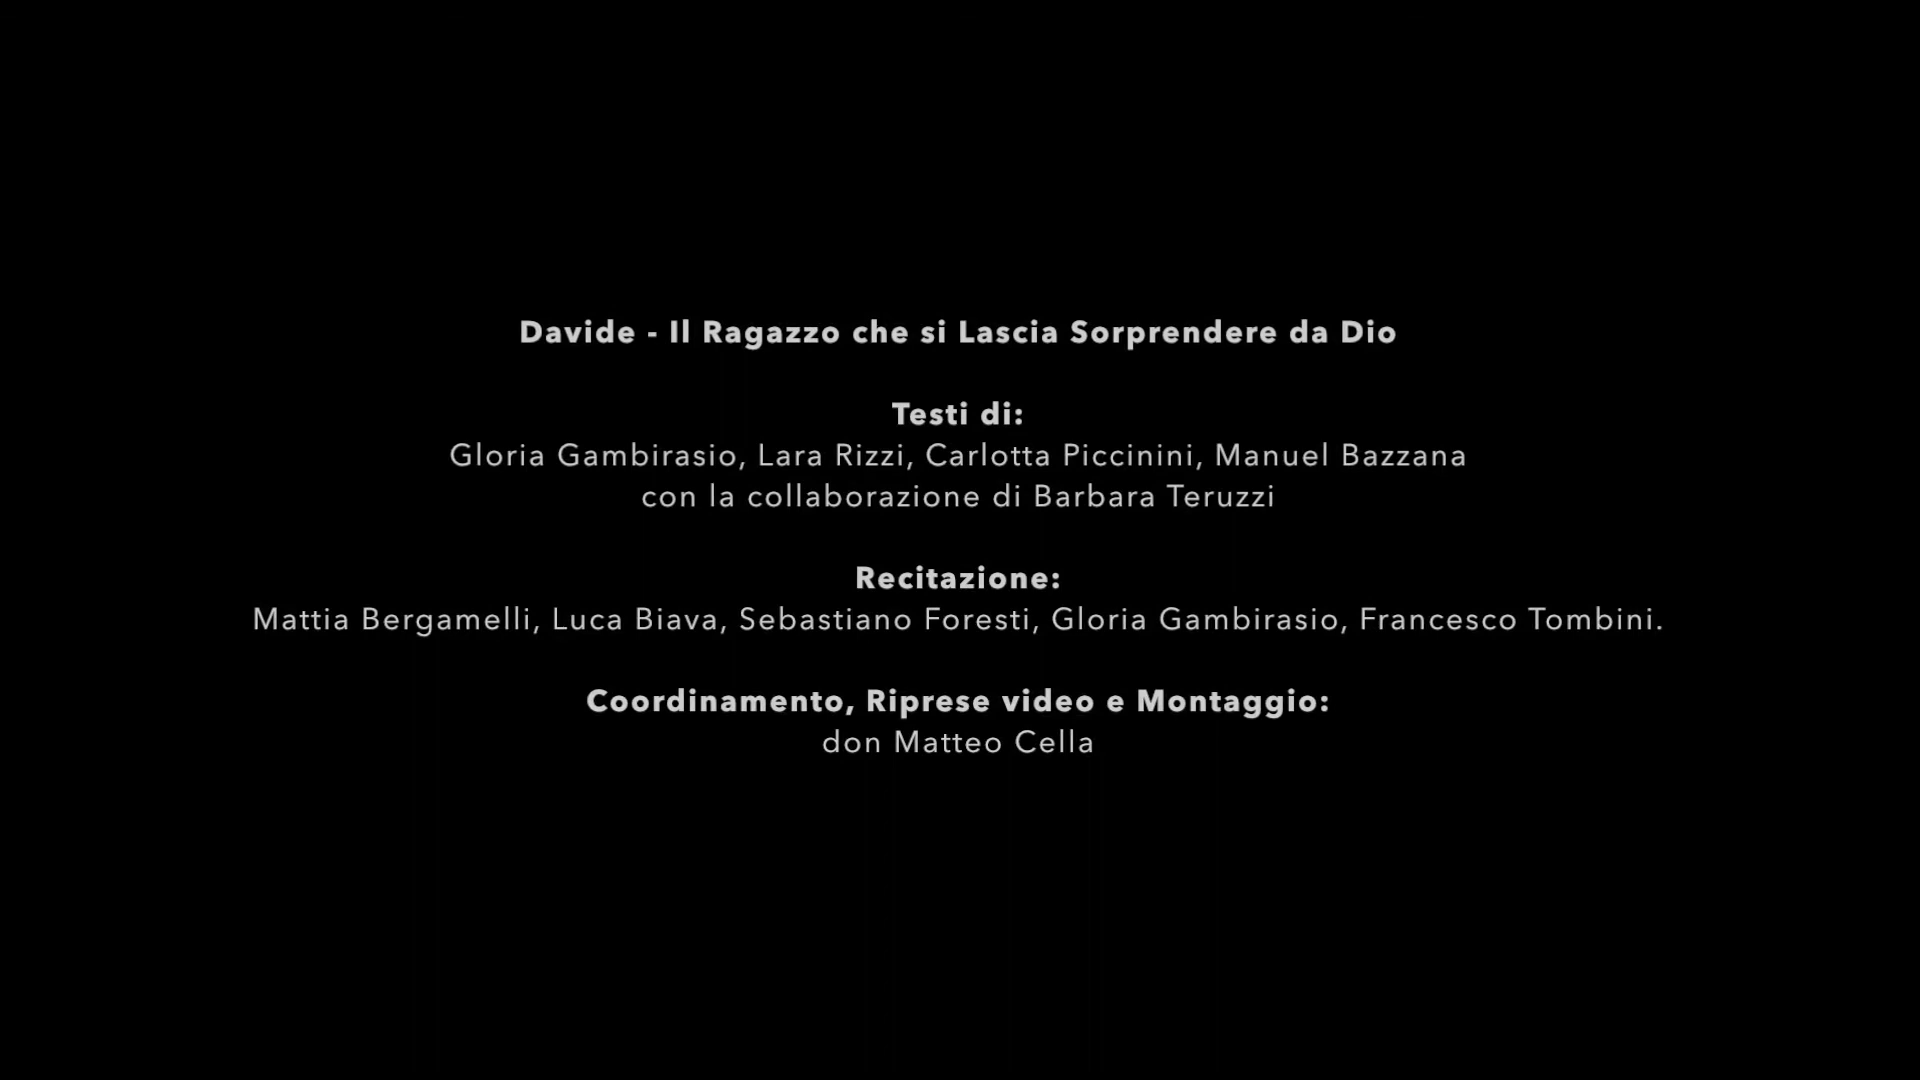 Davide - Il Ragazzo che si Lascia Sorprendere da Dio
Testi di:
Gloria Gambirasio, Lara Rizzi, Carlotta Piccinini, Manuel Bazzana
con la collaborazione di Barbara Teruzzi
Recitazione:
Mattia Bergamelli, Luca Biava, Sebastiano Foresti, Gloria Gambirasio, Francesco Tombini.
Coordinamento, Riprese video e Montaggio:
don Matteo Cella